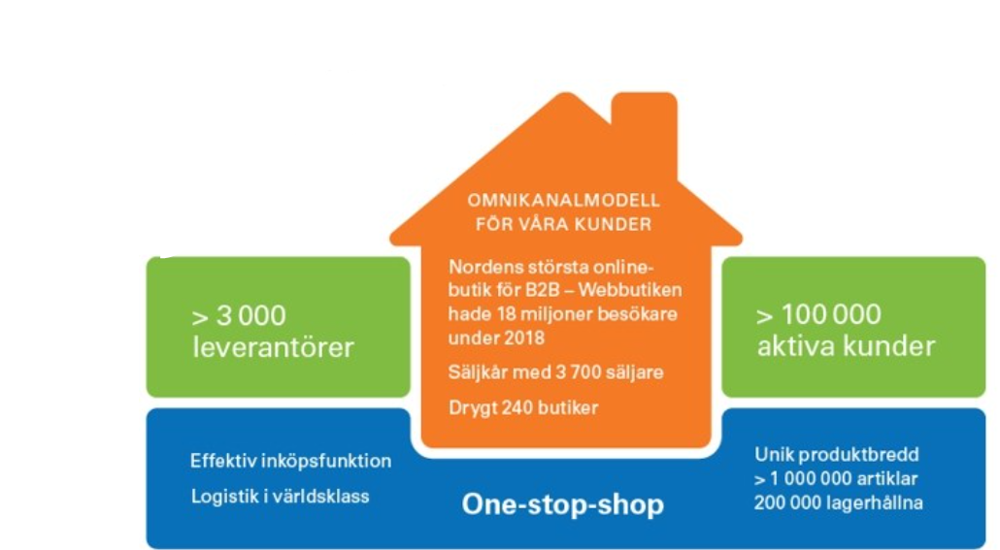 OMNIKANALMODELL
FÖR VÅRA KUNDER
Nordens största online-
butik för B2B – Webbutiken
hade 18 miljoner besökare
under 2018
Säljkår med 3 700 säljare
Drygt 240 butiker
> 3 000
leverantörer
> 100 000
aktiva kunder
Effektiv inköpsfunktion
Logistik i världsklass
One-stop-shop
Unik produktbredd
> 1 000 000 artiklar
200 000 lagerhållna